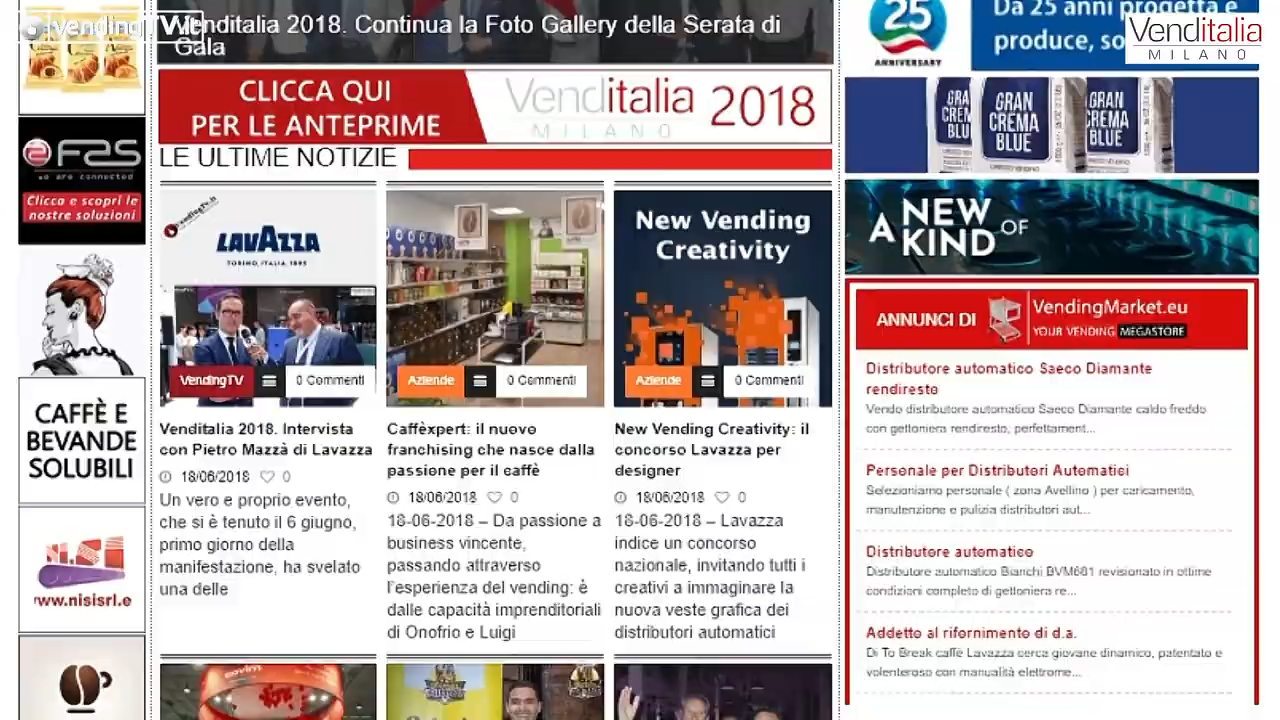 VendingTV.it
Venditalia 2018. Continua la Foto Gallery della Serata di
Gala
25
ANNIVERSARY
Da 25 anni progetta e
produce, so
Venditalia
MILANO
CLICCA QUI
PER LE ANTEPRIME
Venditalia 2018
MILANO
GRAN
CREMA
BLUE
GRAN
CREMA
BLUE
LE ULTIME NOTIZIE
FAS
we are connected
Clicca e scopri le
nostre soluzioni
A NEW
KIND OF
LAVAZZA
TORINO, ITALIA, 1895
New Vending
Creativity
VendingTV
0 Commenti
Aziende
0 Commenti
Aziende
0 Commenti
ANNUNCI DI
VendingMarket.eu
YOUR VENDING MEGASTORE
CAFFÈ E
BEVANDE
SOLUBILI
www.nisisrl.e
Venditalia 2018. Intervista
con Pietro Mazzà di Lavazza
18/06/2018 0
Un vero e proprio evento,
che si è tenuto il 6 giugno,
primo giorno della
manifestazione, ha svelato
una delle
Caffèxpert: il nuovo
franchising che nasce dalla
passione per il caffè
18/06/2018 0
18-06-2018 – Da passione a
business vincente,
passando attraverso
l'esperienza del vending: è
dalle capacità imprenditoriali
di Onofrio e Luigi
New Vending Creativity: il
concorso Lavazza per
designer
18/06/2018 0
18-06-2018 – Lavazza
indice un concorso
nazionale, invitando tutti i
creativi a immaginare la
nuova veste grafica dei
distributori automatici
Distributore automatico Saeco Diamante
rendiresto
Vendo distributore automatico Saeco Diamante caldo freddo
con gettoniera rendiresto, perfettament...
Personale per Distributori Automatici
Selezioniamo personale ( zona Avellino ) per caricamento,
manutenzione e pulizia distributori aut...
Distributore automatico
Distributore automatico Bianchi BVM681 revisionato in ottime
condizioni completo di gettoniera re...
Addetto al rifornimento di d.a.
Di To Break caffè Lavazza cerca giovane dinamico, patentato e
volenteroso con manualità elettrome...